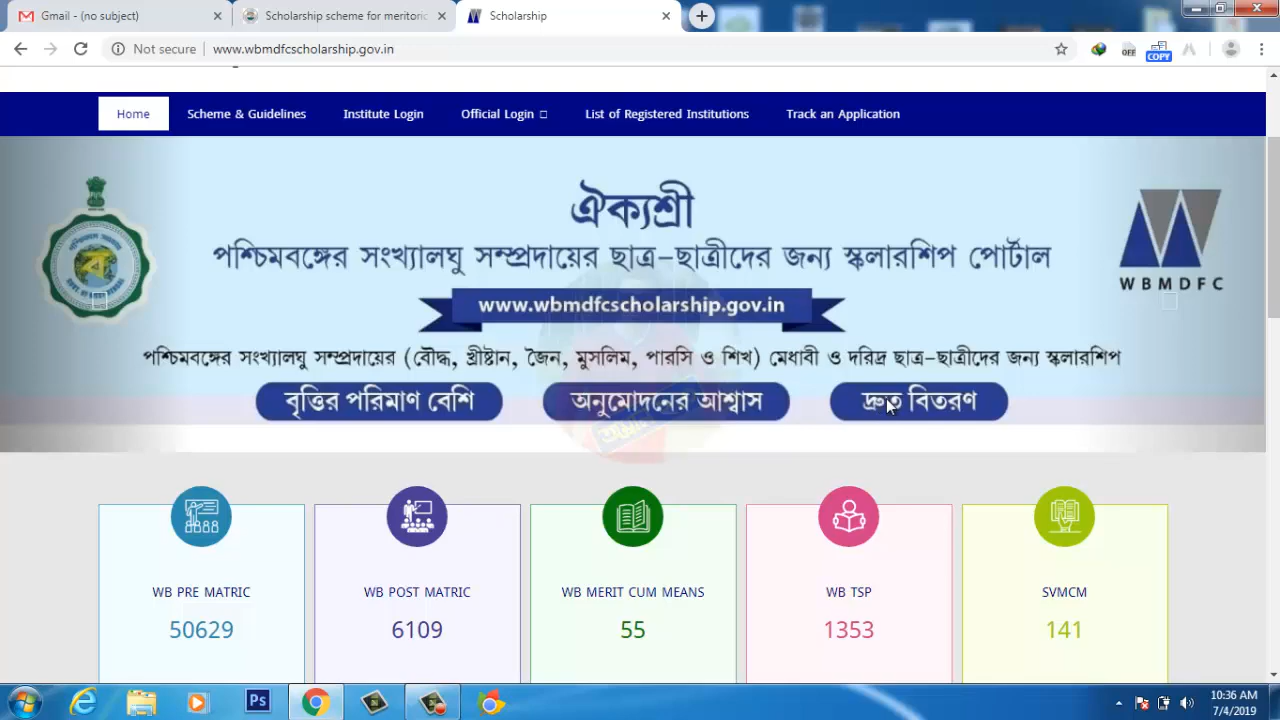 Gmail - (no subject)
Scholarship scheme for meritorio
Scholarship
Not secure
www.wbmdfcscholarship.gov.in
OFF
COPY
Home
Scheme & Guidelines
Institute Login
Official Login
List of Registered Institutions
Track an Application
ঐক্যশ্রী
পশ্চিমবঙ্গের সংখ্যালঘু সম্প্রদায়ের ছাত্র-ছাত্রীদের জন্য স্কলারশিপ পোর্টাল
WBMDFC
www.wbmdfcscholarship.gov.in
পশ্চিমবঙ্গের সংখ্যালঘু সম্প্রদায়ের (বৌদ্ধ, খ্রীষ্টান, জৈন, মুসলিম, পারসি ও শিখ) মেধাবী ও দরিদ্র ছাত্র-ছাত্রীদের জন্য স্কলারশিপ
বৃত্তির পরিমাণ বেশি
অনুমোদনের আশ্বাস
দ্রুত বিতরণ
WB PRE MATRIC
50629
WB POST MATRIC
6109
WB MERIT CUM MEANS
55
WB TSP
1353
SVMCM
141
Ps
10:36 AM
7/4/2019